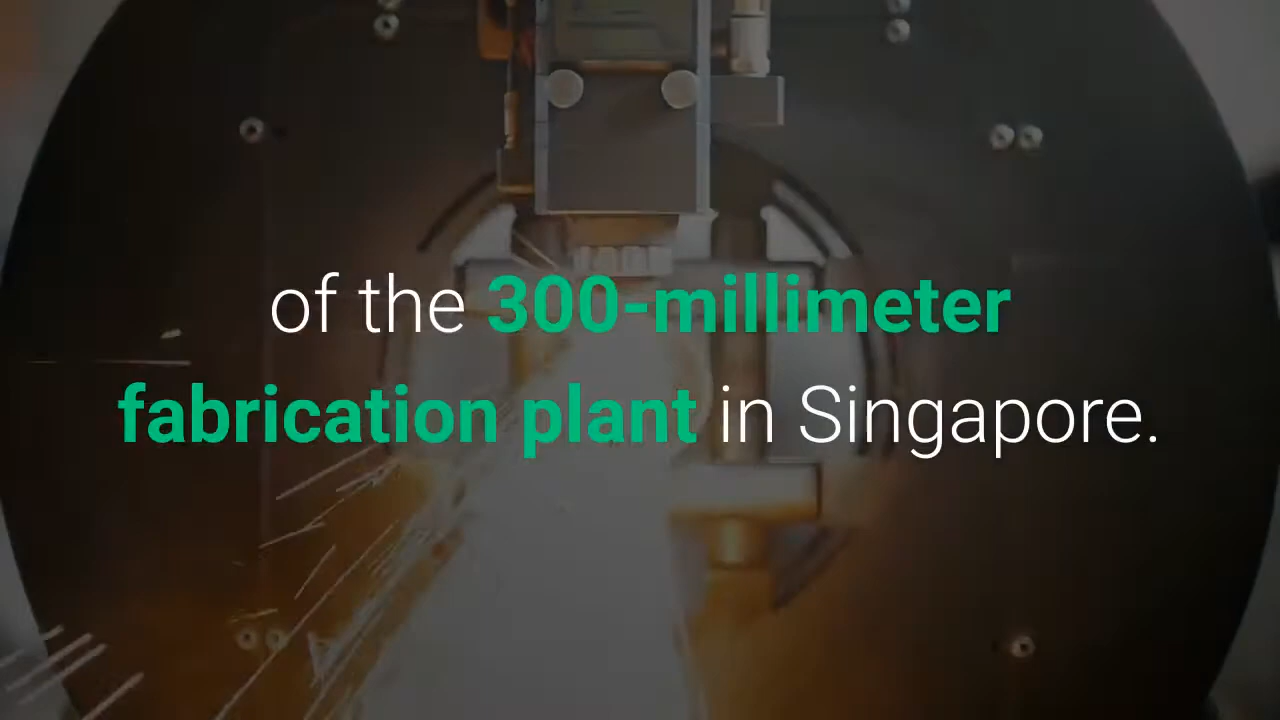 of the 300-millimeter
fabrication plant in Singapore.